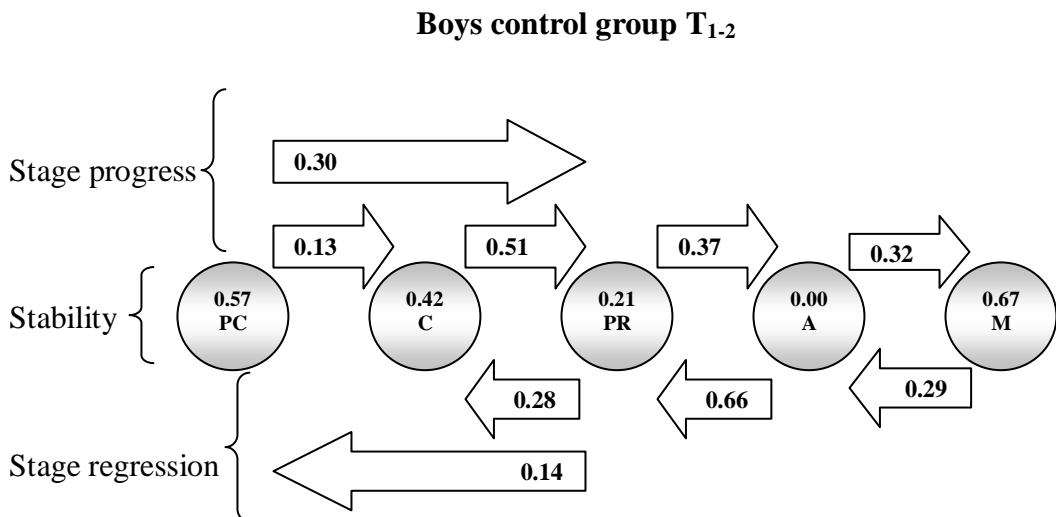 Boys control group T1-2
Stage progress
0.30
0.13
0.51
0.37
0.32
Stability
0.57
PC
0.42
C
0.21
PR
0.00
A
0.67
M
0.28
0.66
0.29
Stage regression
0.14